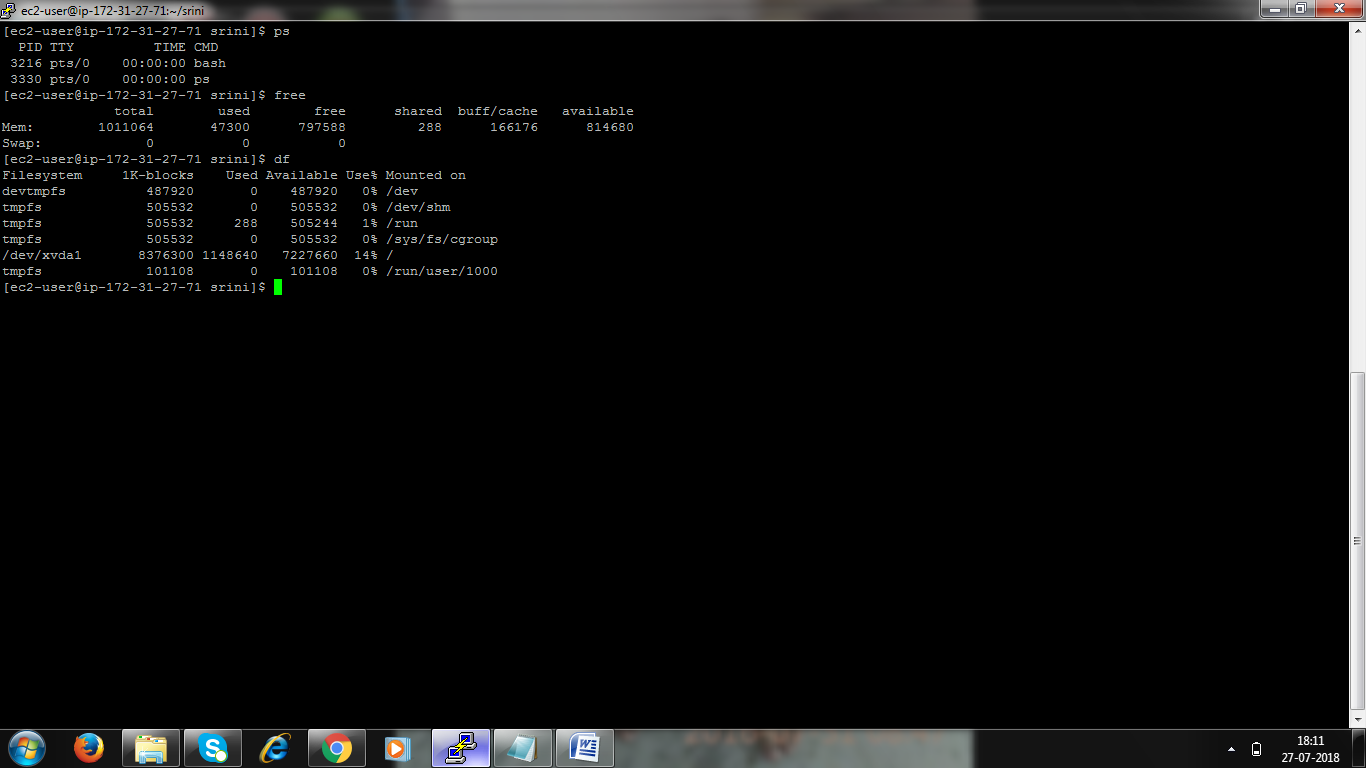 ec2-user@ip-172-31-27-71:~/srini
[ec2-user@ip-172-31-27-71 srini]$ ps
  PID TTY          TIME CMD
 3216 pts/0    00:00:00 bash
 3330 pts/0    00:00:00 ps
[ec2-user@ip-172-31-27-71 srini]$ free
              total        used        free      shared  buff/cache   available
Mem:        1011064       47300      797588         288      166176      814680
Swap:             0           0           0
[ec2-user@ip-172-31-27-71 srini]$ df
Filesystem     1K-blocks    Used Available Use% Mounted on
devtmpfs          487920       0    487920   0% /dev
tmpfs             505532       0    505532   0% /dev/shm
tmpfs             505532     288    505244   1% /run
tmpfs             505532       0    505532   0% /sys/fs/cgroup
/dev/xvda1       8376300 1148640   7227660  14% /
tmpfs             101108       0    101108   0% /run/user/1000
[ec2-user@ip-172-31-27-71 srini]$
18:11
27-07-2018